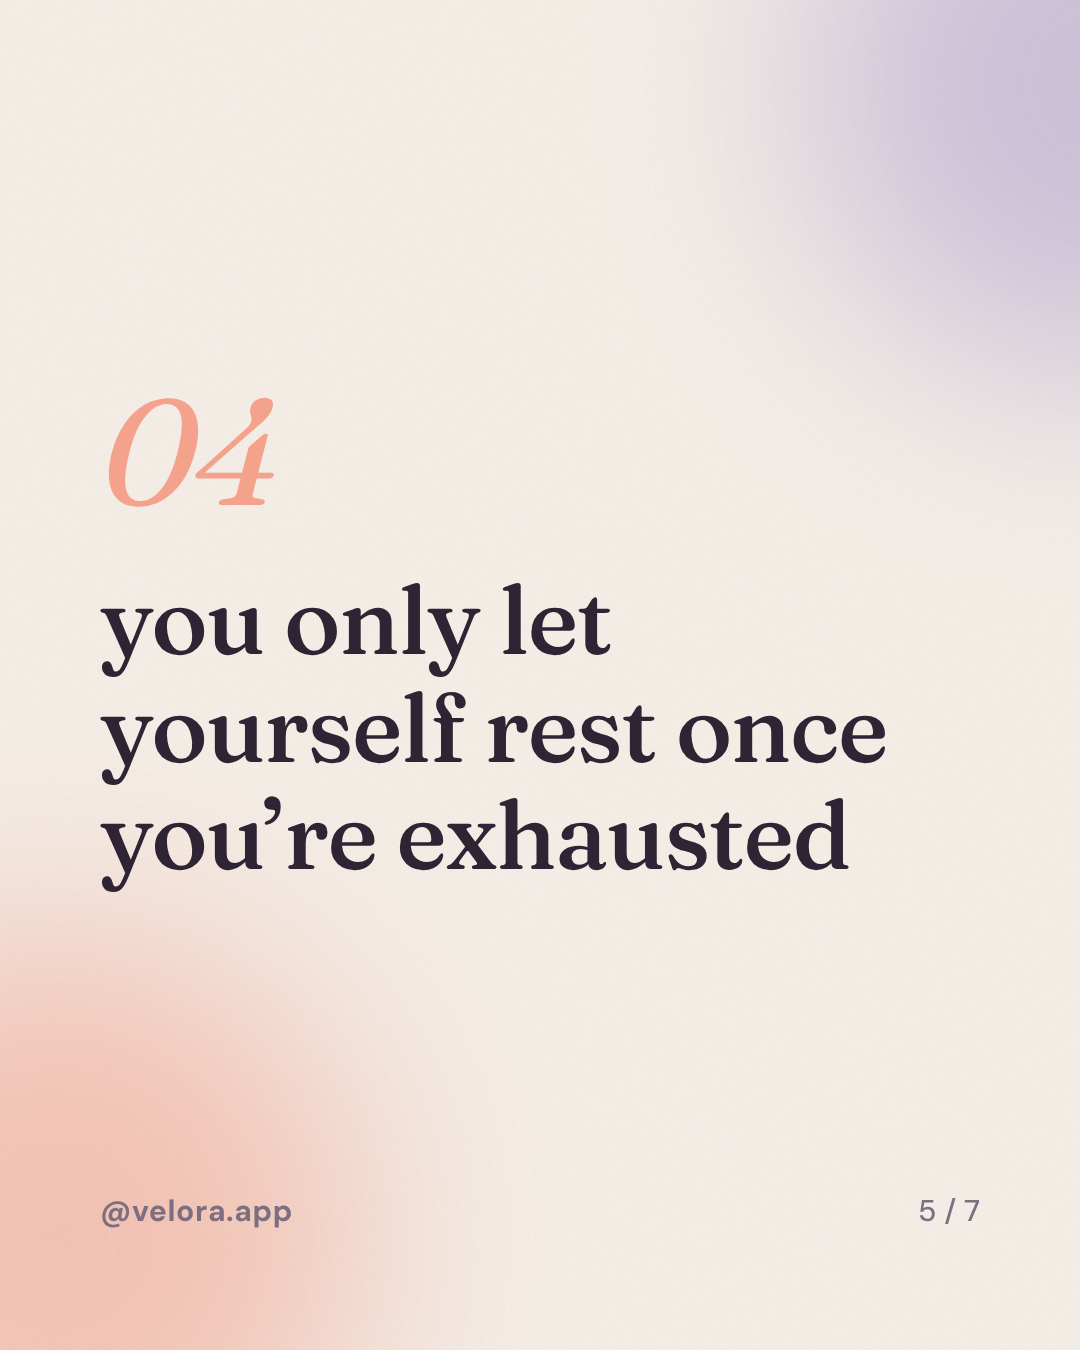 04
you only let
yourself rest once
you’re exhausted
@velora.app
5 / 7